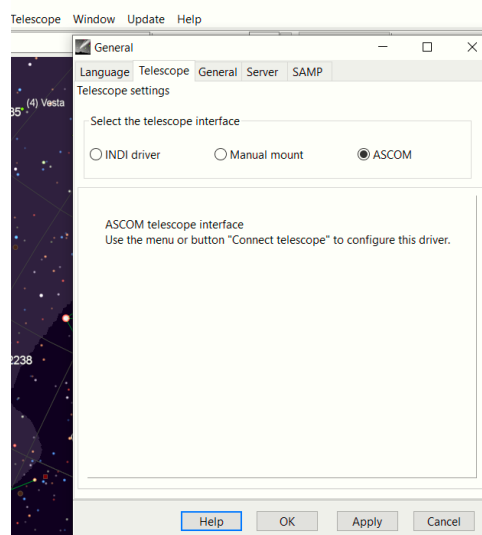 Telescope Window Update Help
General
Language Telescope General Server SAMP
Telescope settings
(4) Vesta
85
Select the telescope interface
INDI driver Manual mount ASCOM
ASCOM telescope interface
Use the menu or button "Connect telescope" to configure this driver.
2238
Help OK Apply Cancel